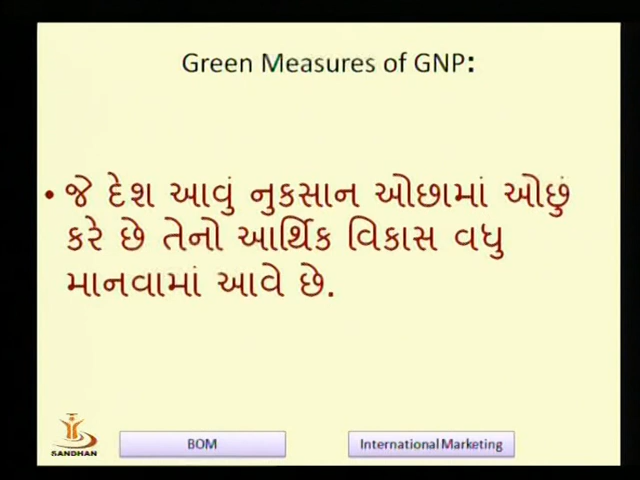 Green Measures of GNP:
• જે દેશ આવું નુકસાન ઓછામાં ઓછું
કરે છે તેનો આર્થિક વિકાસ વધુ
માનવામાં આવે છે.
SANDHAN
BOM
International Marketing